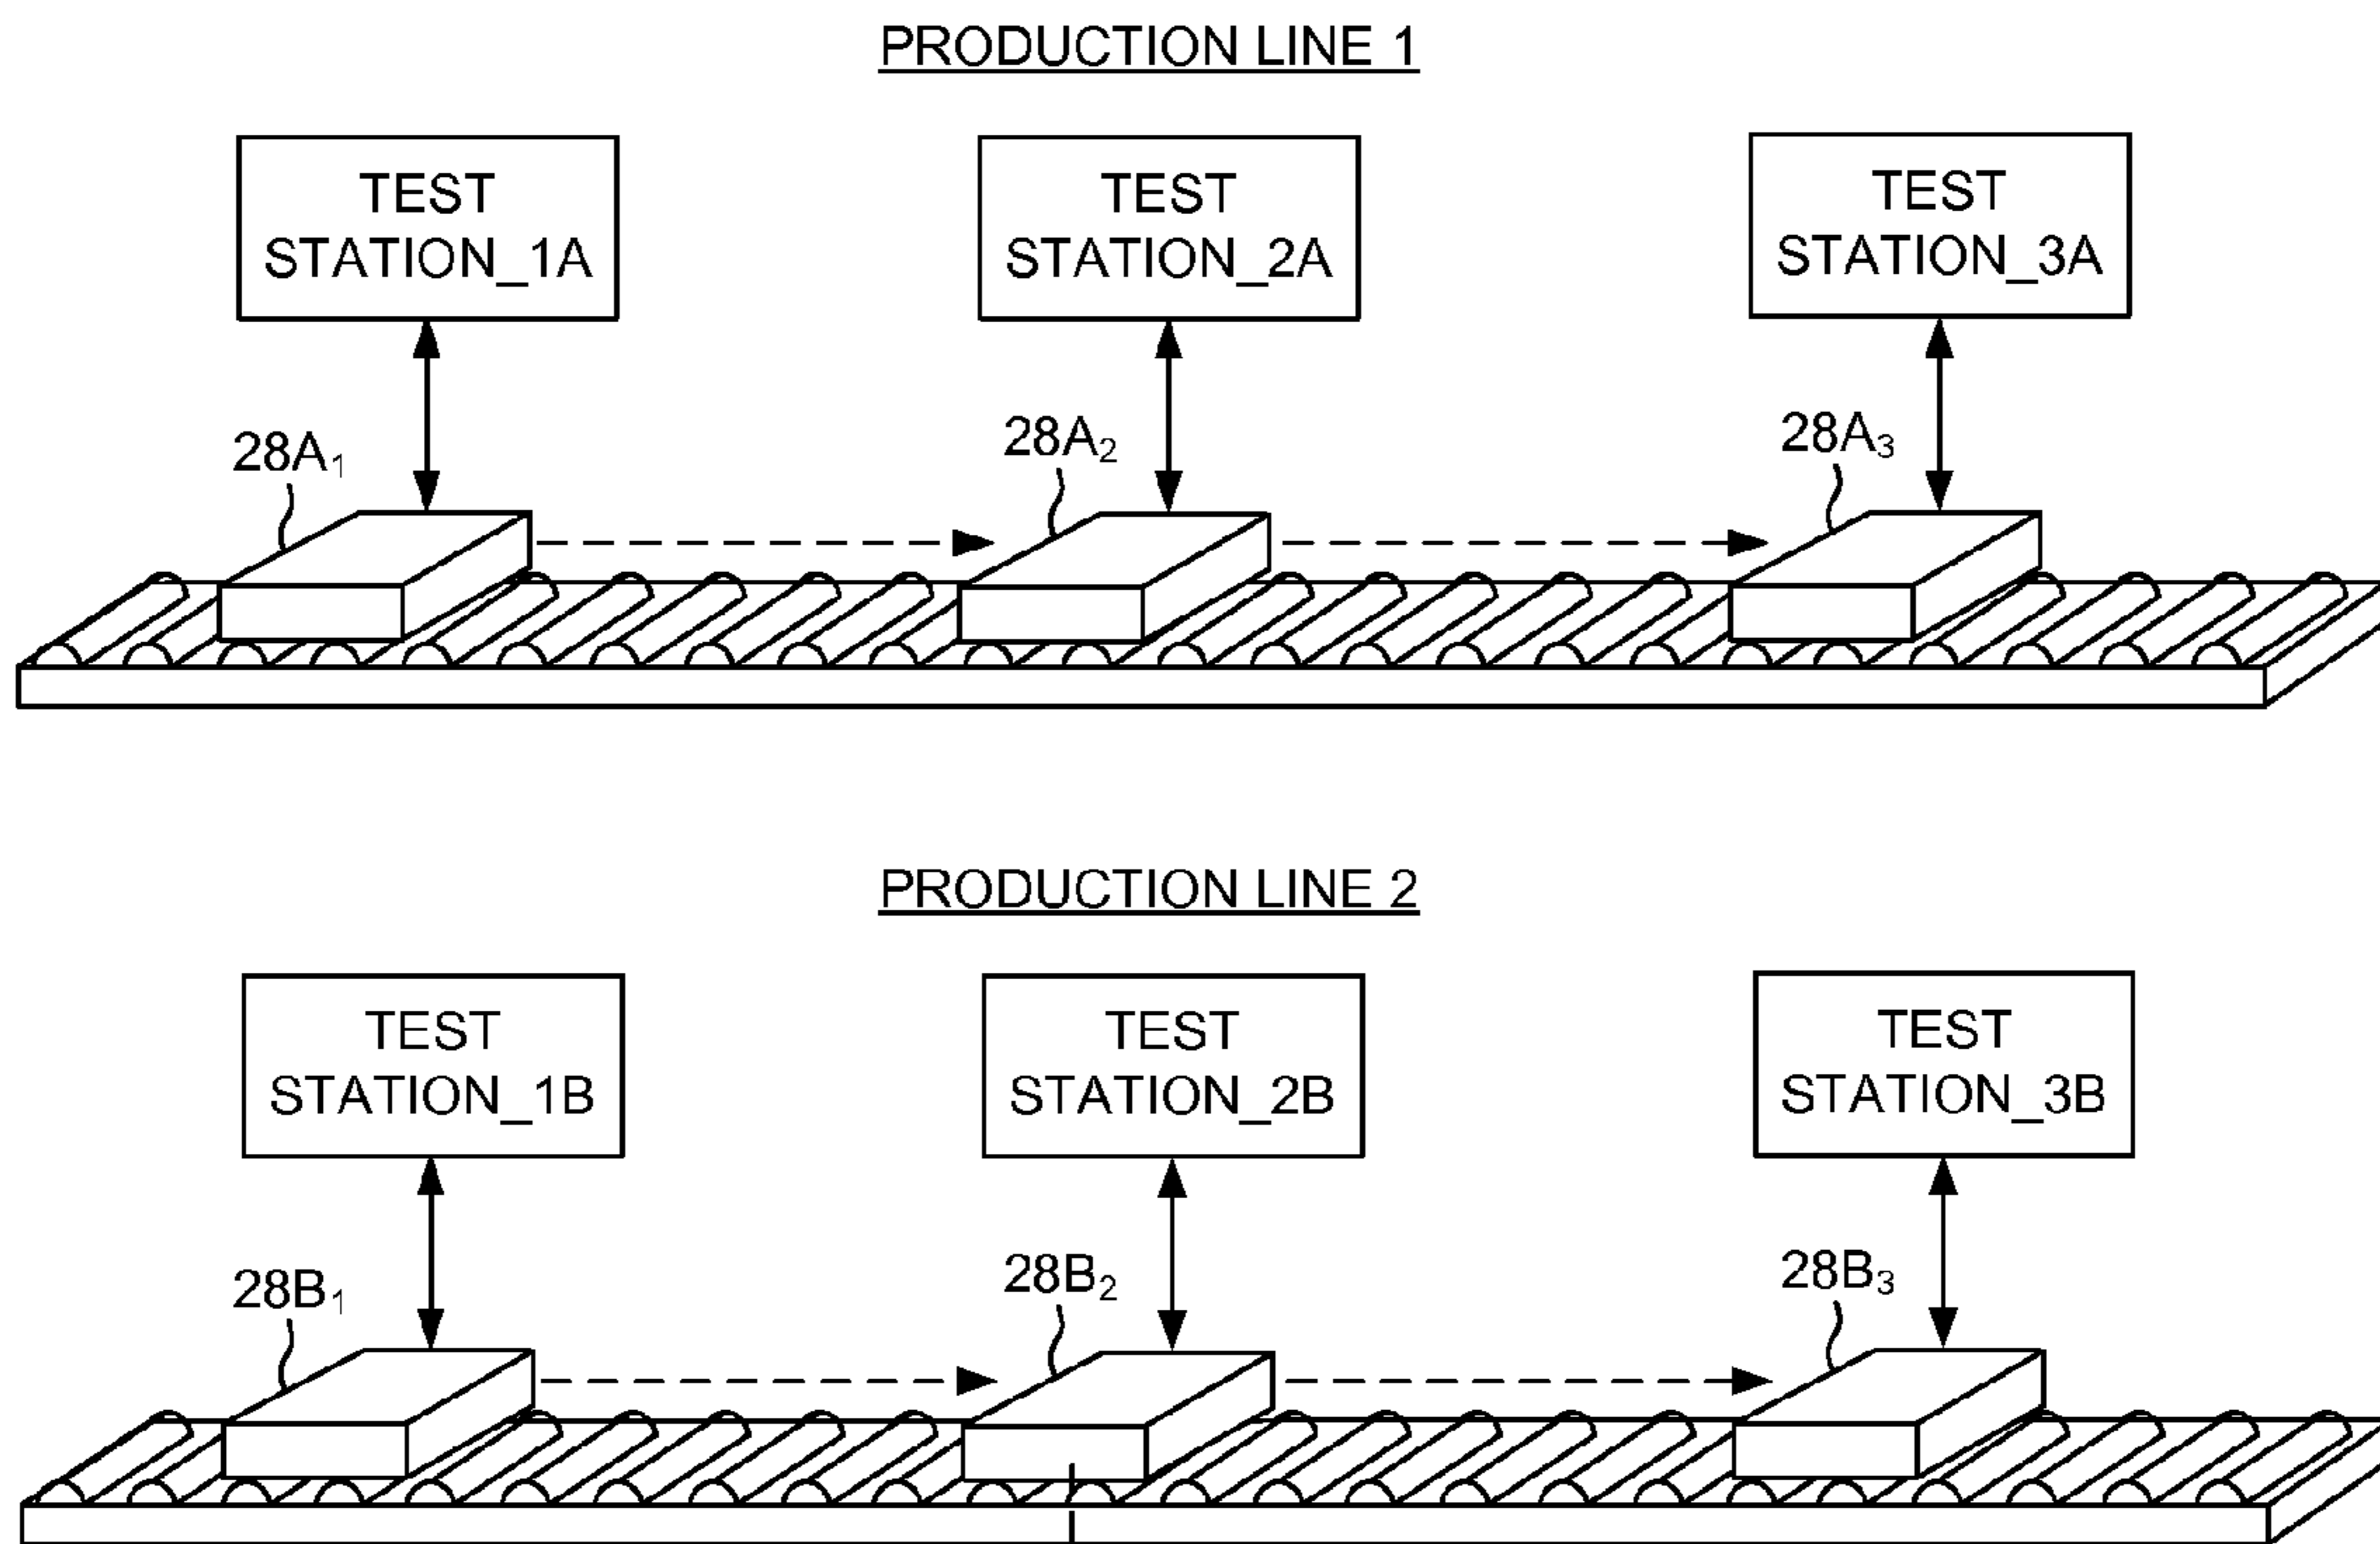 PRODUCTION LINE 1
TEST
STATION_1A
TEST
STATION_2A
TEST
STATION_3A
28A₁
28A₂
28A₃
PRODUCTION LINE 2
TEST
STATION_1B
TEST
STATION_2B
TEST
STATION_3B
28B₁
28B₂
28B₃